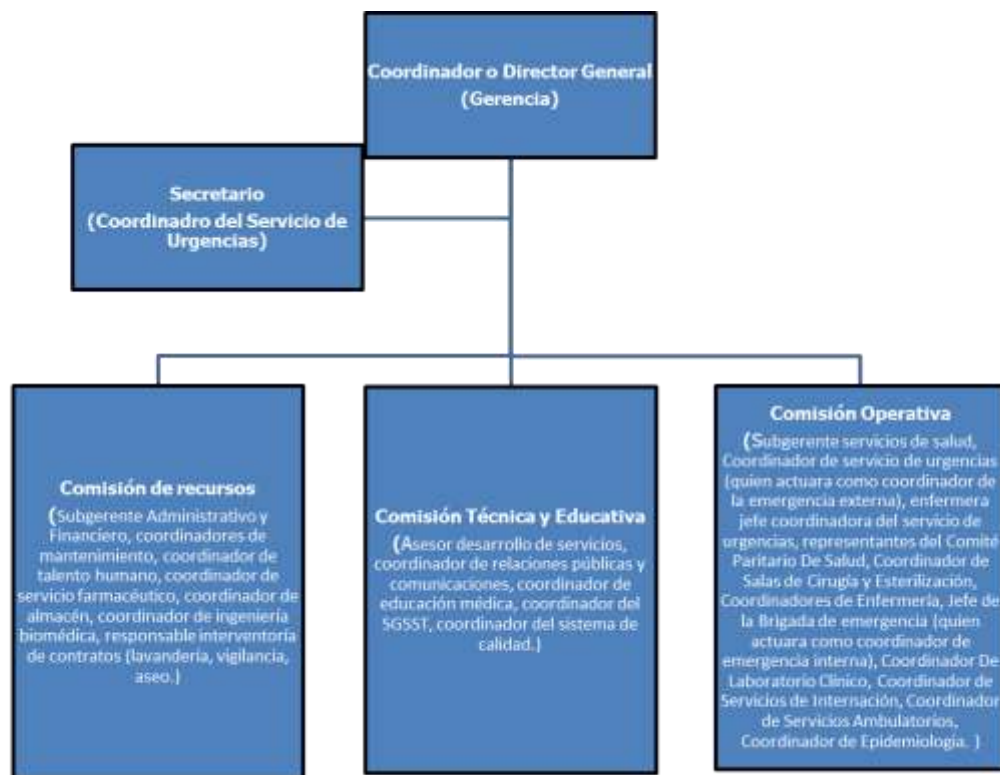 Coordinador o Director General
(Gerencia)
Secretario
(Coordinadro del Servicio de
Urgencias)
Comisión de recursos
(Subgerente Administrativo y
Financiero, coordinadores de
mantenimiento, coordinador de
talento humano, coordinador de
servicio farmacéutico, coordinador de
almacén, coordinador de ingeniería
biomédica, responsable interventoría
de contratos (lavandería, vigilancia,
aseo.)
Comisión Técnica y Educativa
(Asesor desarrollo de servicios,
coordinador de relaciones públicas y
comunicaciones, coordinador de
educación médica, coordinador del
SGSST, coordinador del sistema de
calidad.)
Comisión Operativa
(Subgerente servicios de salud,
Coordinador de servicio de urgencias
(quien actuara como coordinador de
la emergencia externa), enfermera
jefe coordinadora del servicio de
urgencias, representantes del Comité
Paritario De Salud, Coordinador de
Salas de Cirugía y Esterilización,
Coordinadores de Enfermería, Jefe de
la Brigada de emergencia (quien
actuara como coordinador de
emergencia interna), Coordinador De
Laboratorio Clínico, Coordinador de
Servicios de Internación, Coordinador
de Servicios Ambulatorios,
Coordinador de Epidemiología. )